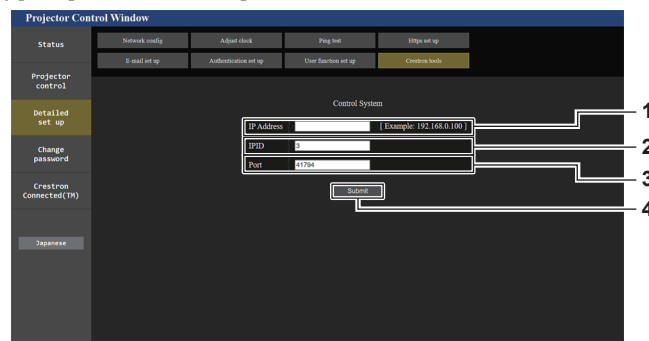 Projector Control Window
Status
Network config
Adjust clock
Ping test
Https set up
E-mail set up
Authentication set up
User function set up
Crestron tools
Projector
control
Detailed
set up
Change
password
Crestron
Connected(TM)
Japanese
Control System
IP Address [ Example: 192.168.0.100 ]
IPID 3
Port 41794
Submit
1
2
3
4